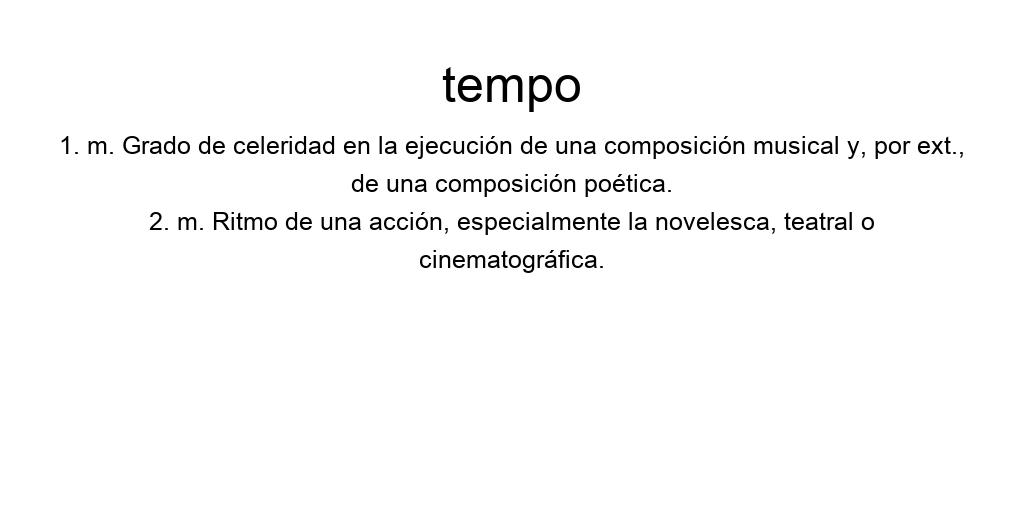 tempo
1. m. Grado de celeridad en la ejecución de una composición musical y, por ext.,
de una composición poética.
2. m. Ritmo de una acción, especialmente la novelesca, teatral o
cinematográfica.